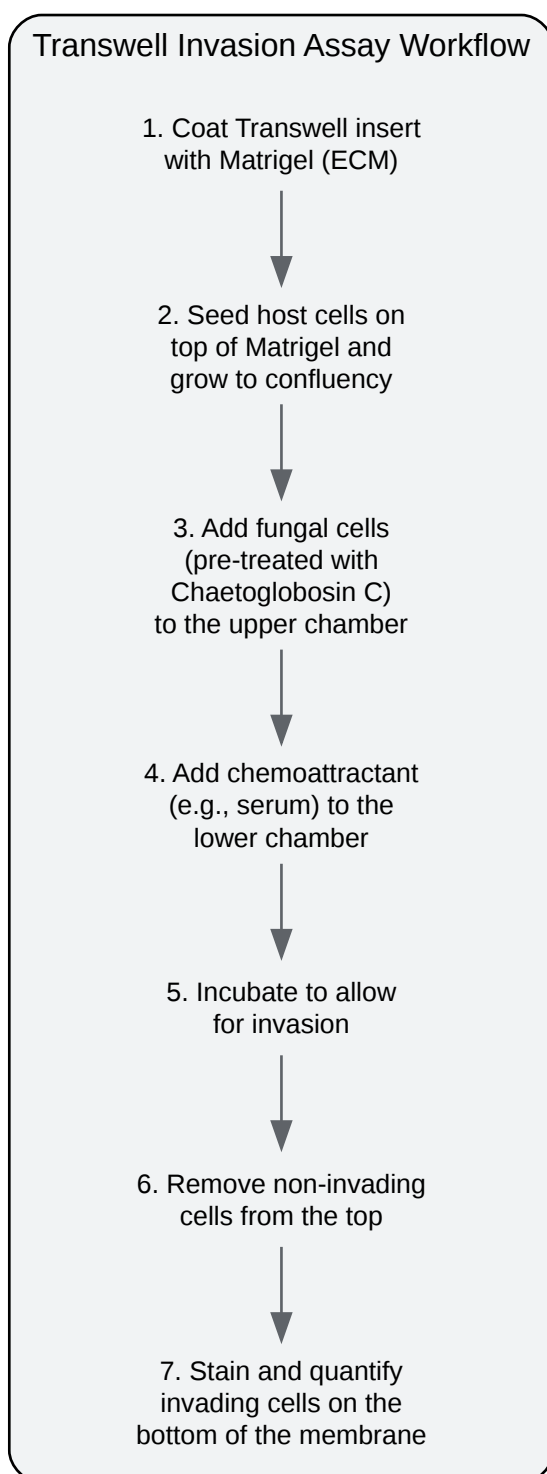 Transwell Invasion Assay Workflow
1. Coat Transwell insert
with Matrigel (ECM)
2. Seed host cells on
top of Matrigel and
grow to confluency
3. Add fungal cells
(pre-treated with
Chaetoglobosin C)
to the upper chamber
4. Add chemoattractant
(e.g., serum) to the
lower chamber
5. Incubate to allow
for invasion
6. Remove non-invading
cells from the top
7. Stain and quantify
invading cells on the
bottom of the membrane